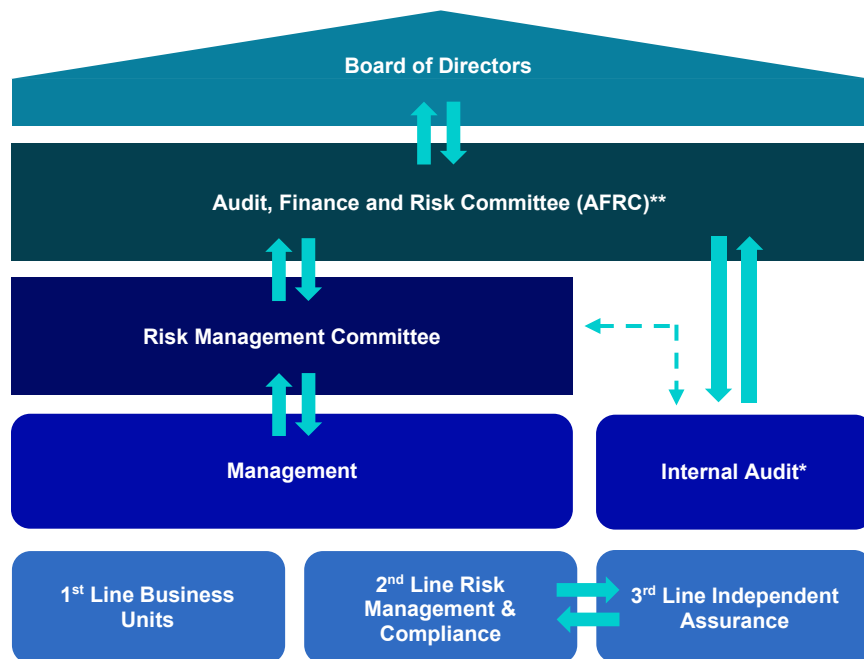 Board of Directors
Audit, Finance and Risk Committee (AFRC)**
Risk Management Committee
Management
Internal Audit*
1st Line Business
Units
2nd Line Risk
Management &
Compliance
3rd Line Independent
Assurance